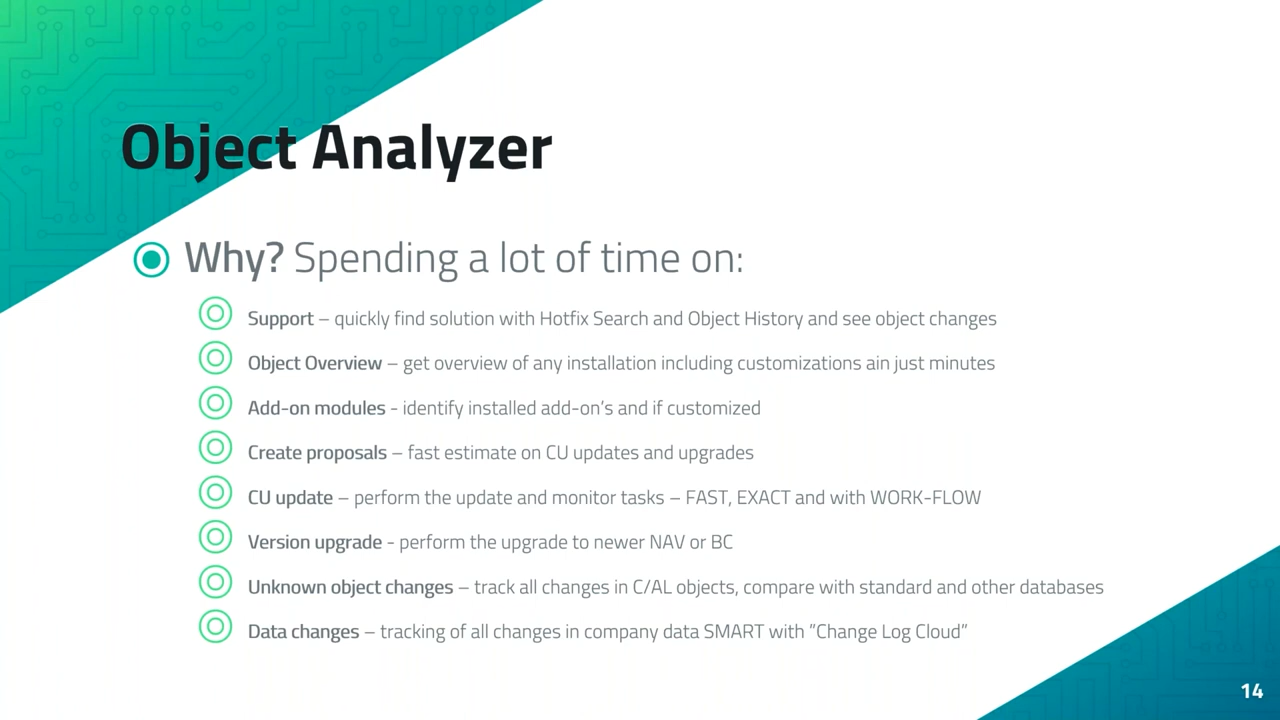 Object Analyzer
Why? Spending a lot of time on:
Support – quickly find solution with Hotfix Search and Object History and see object changes
Object Overview – get overview of any installation including customizations ain just minutes
Add-on modules - identify installed add-on’s and if customized
Create proposals – fast estimate on CU updates and upgrades
CU update – perform the update and monitor tasks – FAST, EXACT and with WORK-FLOW
Version upgrade - perform the upgrade to newer NAV or BC
Unknown object changes – track all changes in C/AL objects, compare with standard and other databases
Data changes – tracking of all changes in company data SMART with ”Change Log Cloud”
14